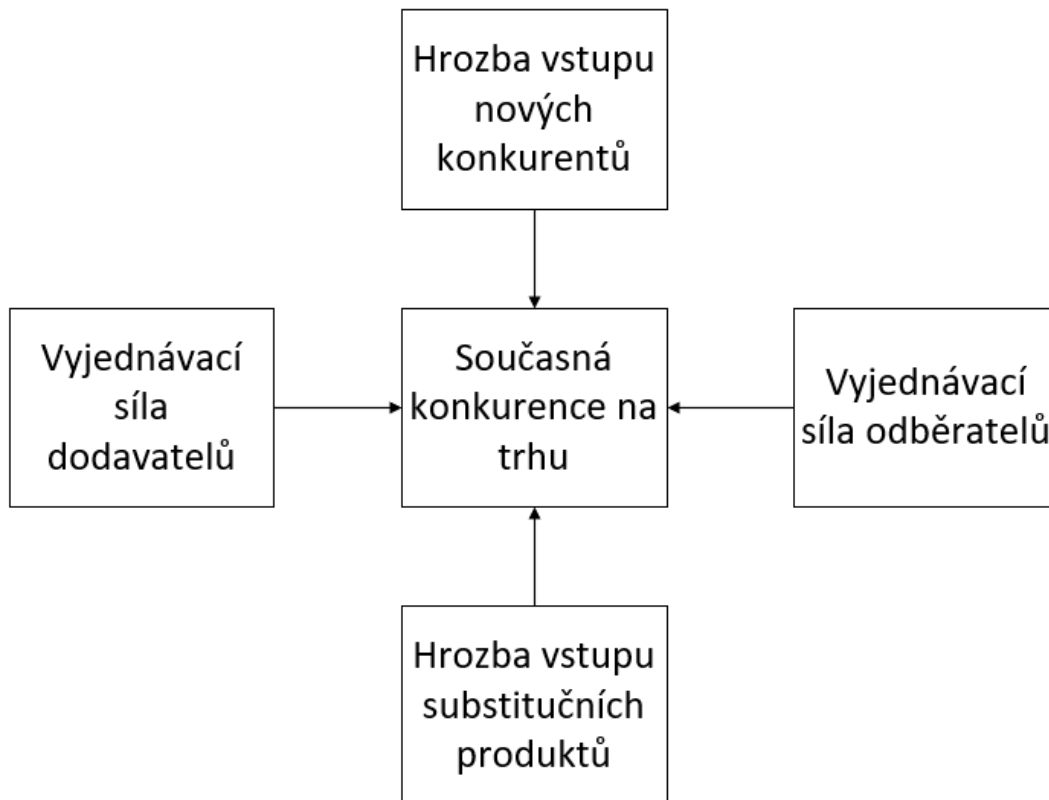 Hrozba vstupu
nových
konkurentů
Vyjednávací
síla
dodavatelů
Současná
konkurence na
trhu
Vyjednávací
síla odběratelů
Hrozba vstupu
substitučních
produktů